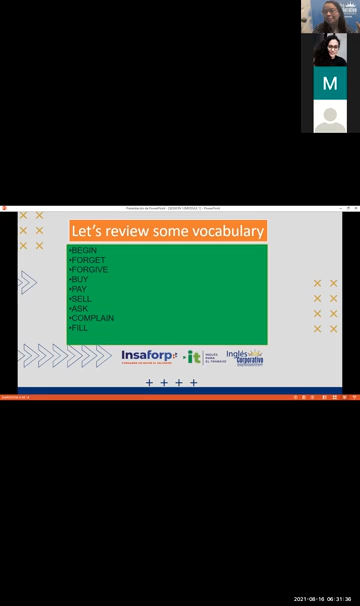 M
Let's review some vocabulary
•BEGIN
•FORGET
•FORGIVE
•BUY
•PAY
•SELL
•ASK
•COMPLAIN
•FILL
Insaforp
it
INGLÉS
PARA
EL TRABAJO
Inglés
Corporativo
2021-08-16 06:31:36